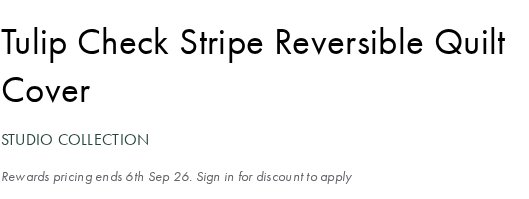 Tulip Check Stripe Reversible Quilt
Cover
STUDIO COLLECTION
Rewards pricing ends 6th Sep 26. Sign in for discount to apply